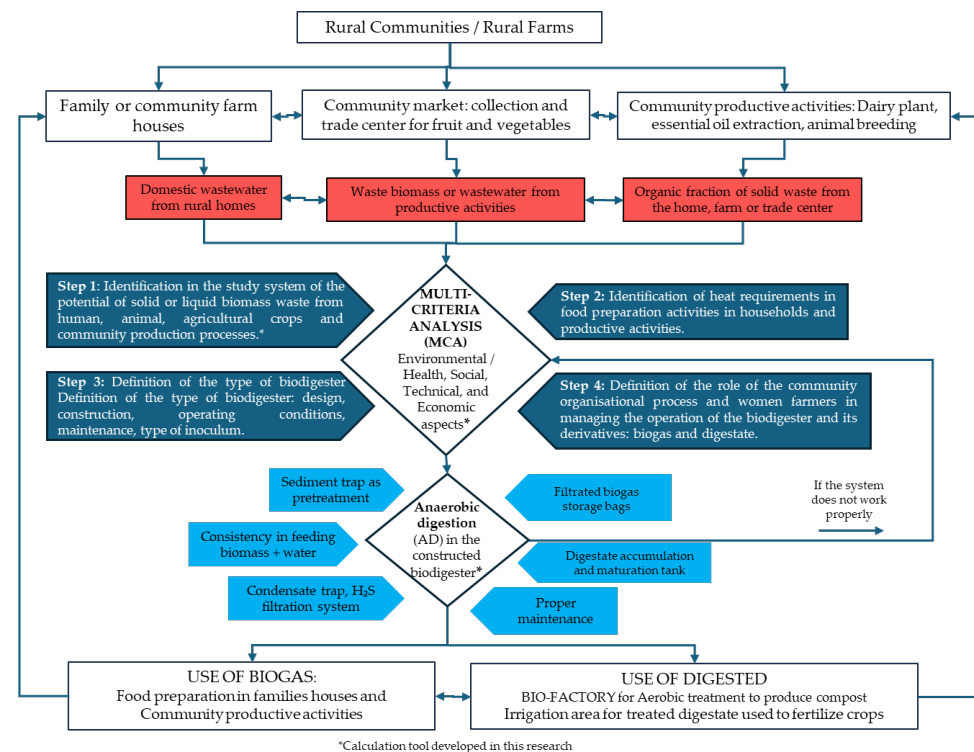 Rural Communities / Rural Farms
Family or community farm
houses
Community market: collection and
trade center for fruit and vegetables
Community productive activities: Dairy plant,
essential oil extraction, animal breeding
Domestic wastewater
from rural homes
Waste biomass or wastewater from
productive activities
Organic fraction of solid waste from
the home, farm or trade center
Step 1: Identification in the study system of the
potential of solid or liquid biomass waste from
human, animal, agricultural crops and
community production processes.*
MULTI-
CRITERIA
ANALYSIS
(MCA)
Environmental /
Health, Social,
Technical, and
Economic
aspects*
Step 2: Identification of heat requirements in
food preparation activities in households and
productive activities.
Step 3: Definition of the type of biodigester
Definition of the type of biodigester: design,
construction, operating conditions,
maintenance, type of inoculum.
Step 4: Definition of the role of the community
organisational process and women farmers in
managing the operation of the biodigester and its
derivatives: biogas and digestate.
Sediment trap as
pretreatment
Consistency in feeding
biomass + water
Condensate trap, H₂S
filtration system
Anaerobic
digestion
(AD) in the
constructed
biodigester*
Filtrated biogas
storage bags
Digestate accumulation
and maturation tank
Proper
maintenance
If the system
does not work
properly
USE OF BIOGAS:
Food preparation in families houses and
Community productive activities
USE OF DIGESTED
BIO-FACTORY for Aerobic treatment to produce compost
Irrigation area for treated digestate used to fertilize crops
*Calculation tool developed in this research